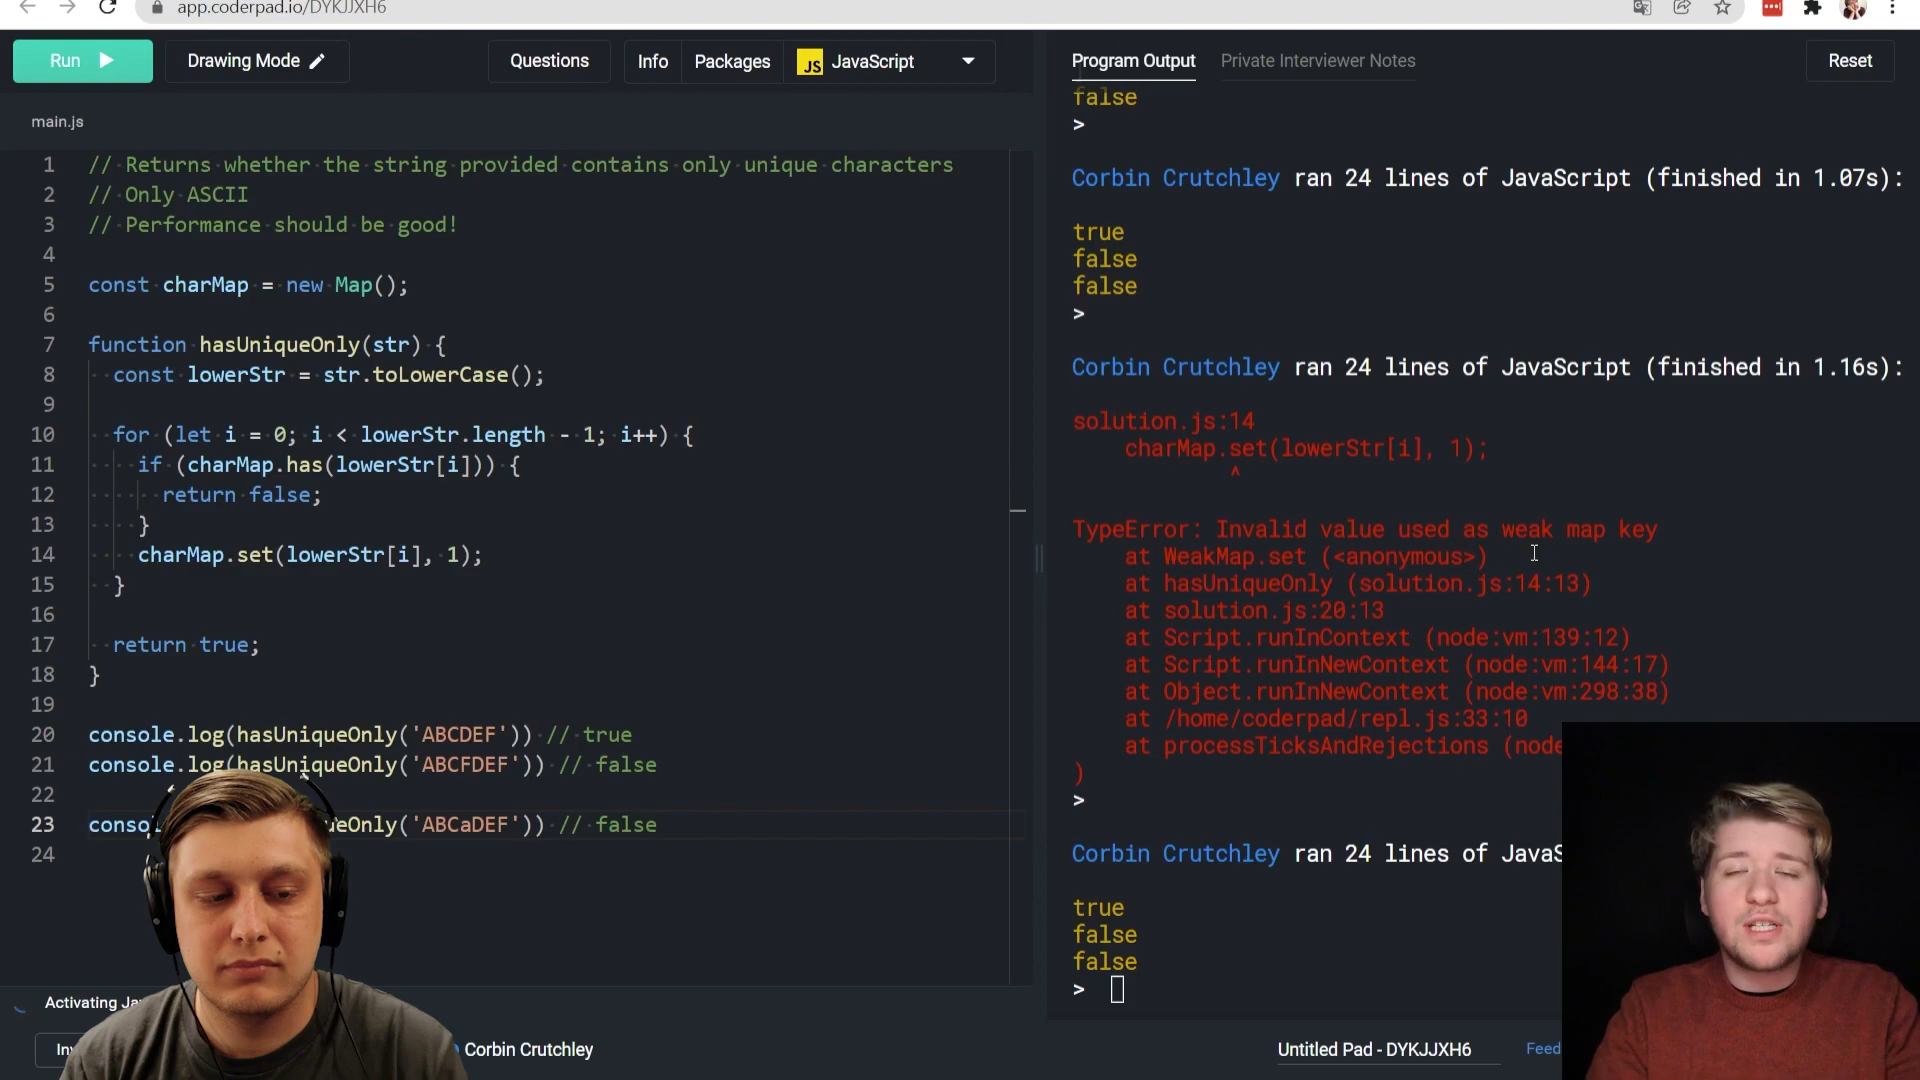 app.coderpad.io/DYKJJXH6
Run
Drawing Mode
Questions
Info
Packages
JS JavaScript
Program Output
Private Interviewer Notes
Reset
main.js
1 // Returns whether the string provided contains only unique characters
2 // Only ASCII
3 // Performance should be good!
4
5 const charMap = new Map();
6
7 function hasUniqueOnly(str) {
8 const lowerStr = str.toLowerCase();
9
10 for (let i = 0; i < lowerStr.length - 1; i++) {
11 if (charMap.has(lowerStr[i])) {
12 return false;
13 }
14 charMap.set(lowerStr[i], 1);
15 }
16
17 return true;
18 }
19
20 console.log(hasUniqueOnly('ABCDEF')) // true
21 console.log(hasUniqueOnly('ABCFDEF')) // false
22
23 conso ueOnly('ABCaDEF')) // false
24
false
>
Corbin Crutchley ran 24 lines of JavaScript (finished in 1.07s):
true
false
false
>
Corbin Crutchley ran 24 lines of JavaScript (finished in 1.16s):
solution.js:14
charMap.set(lowerStr[i], 1);
^
TypeError: Invalid value used as weak map key
at WeakMap.set (<anonymous>)
at hasUniqueOnly (solution.js:14:13)
at solution.js:20:13
at Script.runInContext (node:vm:139:12)
at Script.runInNewContext (node:vm:144:17)
at Object.runInNewContext (node:vm:298:38)
at /home/coderpad/repl.js:33:10
at processTicksAndRejections (node
)
>
Corbin Crutchley ran 24 lines of JavaS
true
false
false
>
Activating Ja
Inv
Corbin Crutchley
Untitled Pad - DYKJJXH6
Feed